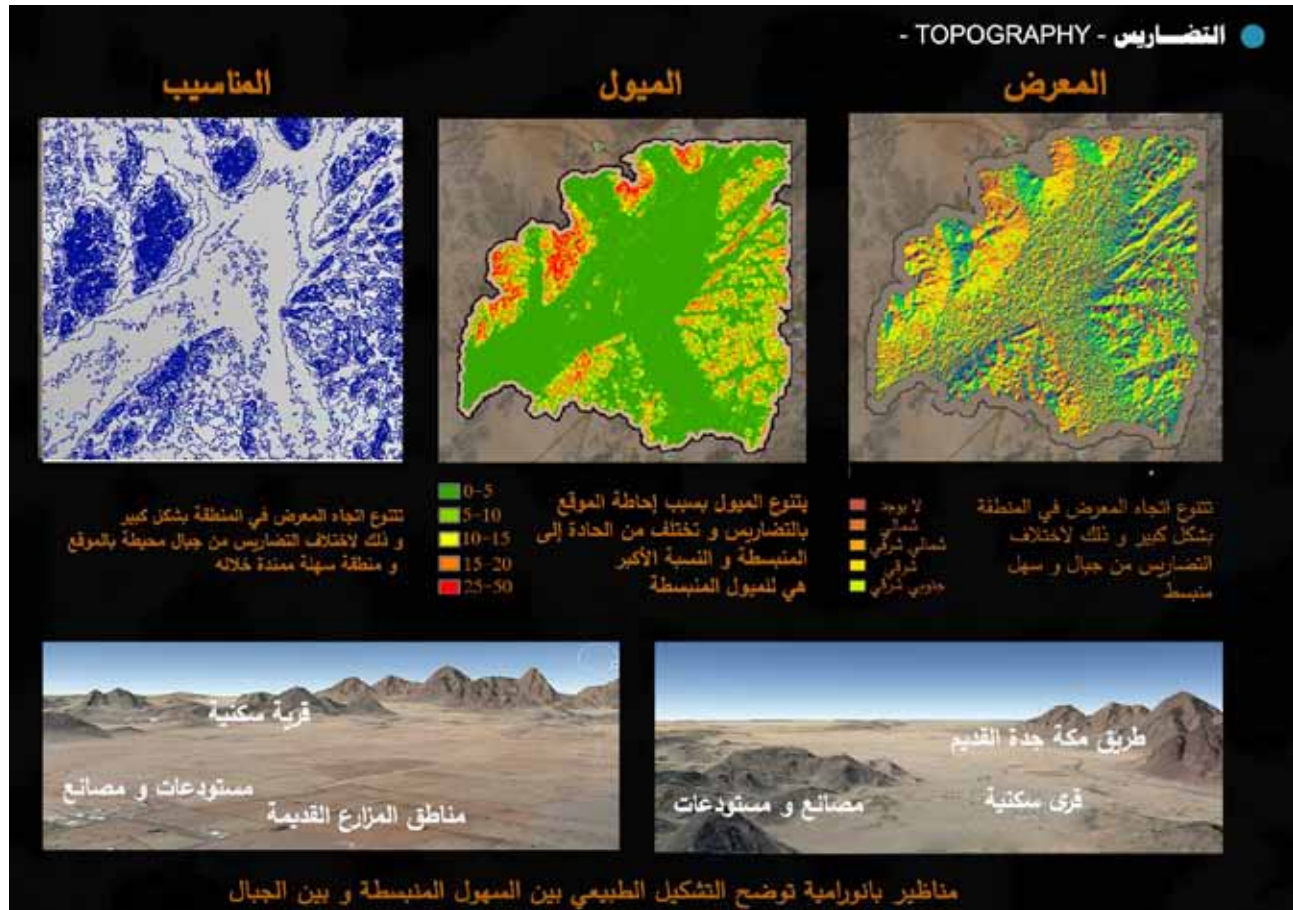 التضاريس - TOPOGRAPHY -
المعرض
الميول
المناسيب
تتنوع اتجاه المعرض في المنطقة
بشكل كبير و ذلك لاختلاف
التضاريس من جبال و سهل
منبسط
لا يوجد
شمالي
شمالي شرقي
شرقي
جنوبي شرقي
يتنوع الميول بسبب إحاطة الموقع
بالتضاريس و تختلف من الحادة إلى
المنبسطة و النسبة الأكبر
هي للميول المنبسطة
0-5
5-10
10-15
15-20
25-50
تتنوع اتجاه المعرض في المنطقة بشكل كبير
و ذلك لاختلاف التضاريس من جبال محيطة بالموقع
و منطقة سهلة ممتدة خلاله
طريق مكة جدة القديم
قرى سكنية
مصانع و مستودعات
قرية سكنية
مستودعات و مصانع
مناطق المزارع القديمة
مناظير بانورامية توضح التشكيل الطبيعي بين السهول المنبسطة و بين الجبال